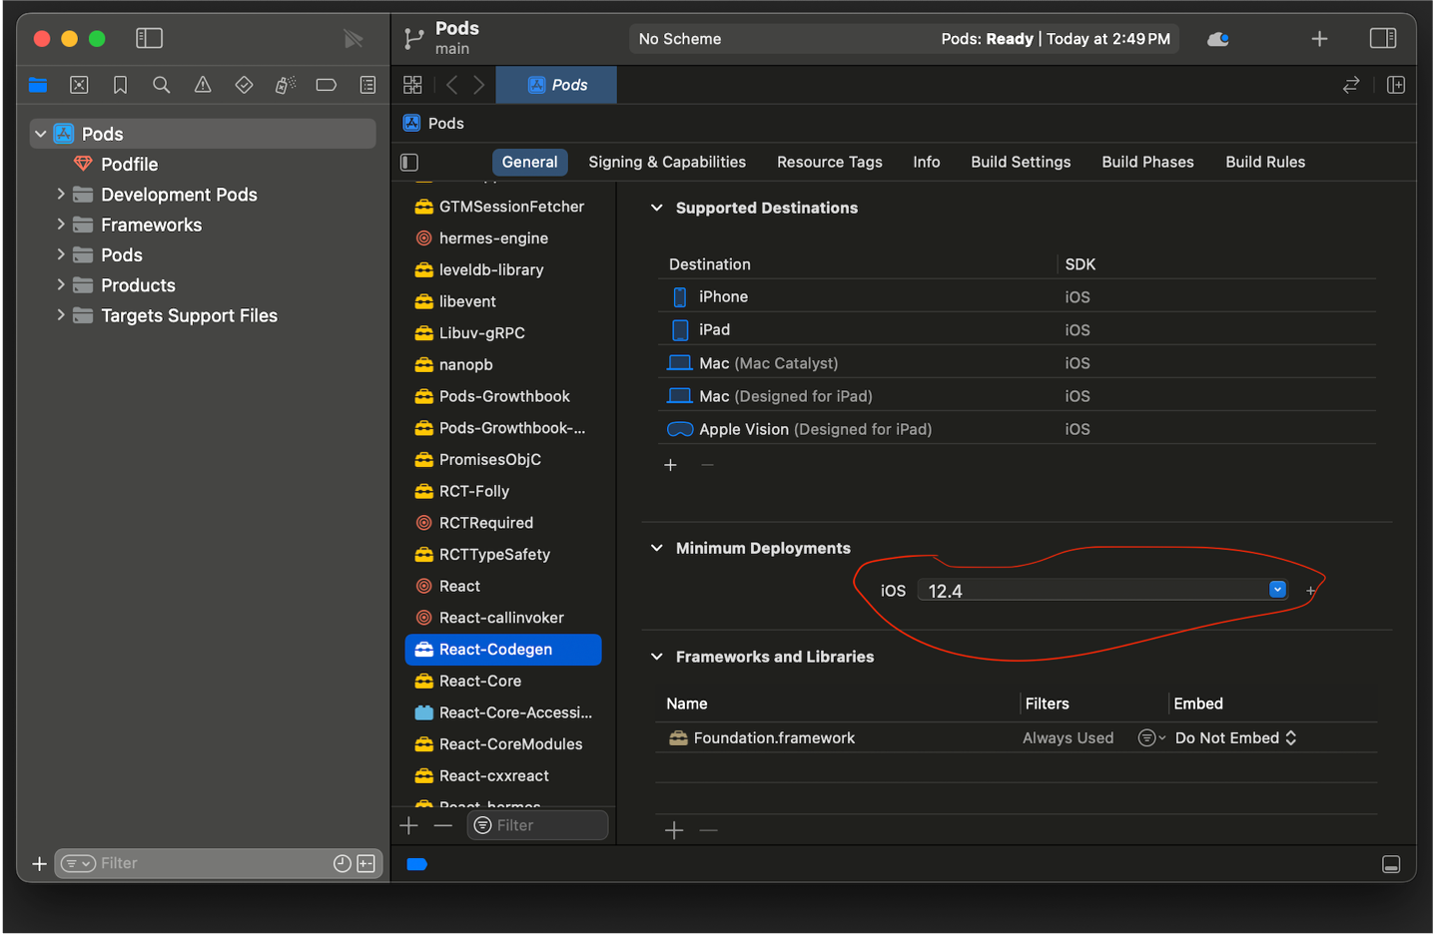 Pods
main
No Scheme
Pods: Ready | Today at 2:49 PM
Pods
Pods
Pods
Podfile
Development Pods
Frameworks
Pods
Products
Targets Support Files
General
Signing & Capabilities
Resource Tags
Info
Build Settings
Build Phases
Build Rules
GTMSessionFetcher
hermes-engine
leveldb-library
libevent
Libuv-gRPC
nanopb
Pods-Growthbook
Pods-Growthbook-...
PromisesObjC
RCT-Folly
RCTRequired
RCTTypeSafety
React
React-callinvoker
React-Codegen
React-Core
React-Core-Accessi...
React-CoreModules
React-cxxreact
React-hermes
Filter
Supported Destinations
Destination SDK
iPhone iOS
iPad iOS
Mac (Mac Catalyst) iOS
Mac (Designed for iPad) iOS
Apple Vision (Designed for iPad) iOS
Minimum Deployments
iOS 12.4
Frameworks and Libraries
Name Filters Embed
Foundation.framework Always Used Do Not Embed
Filter